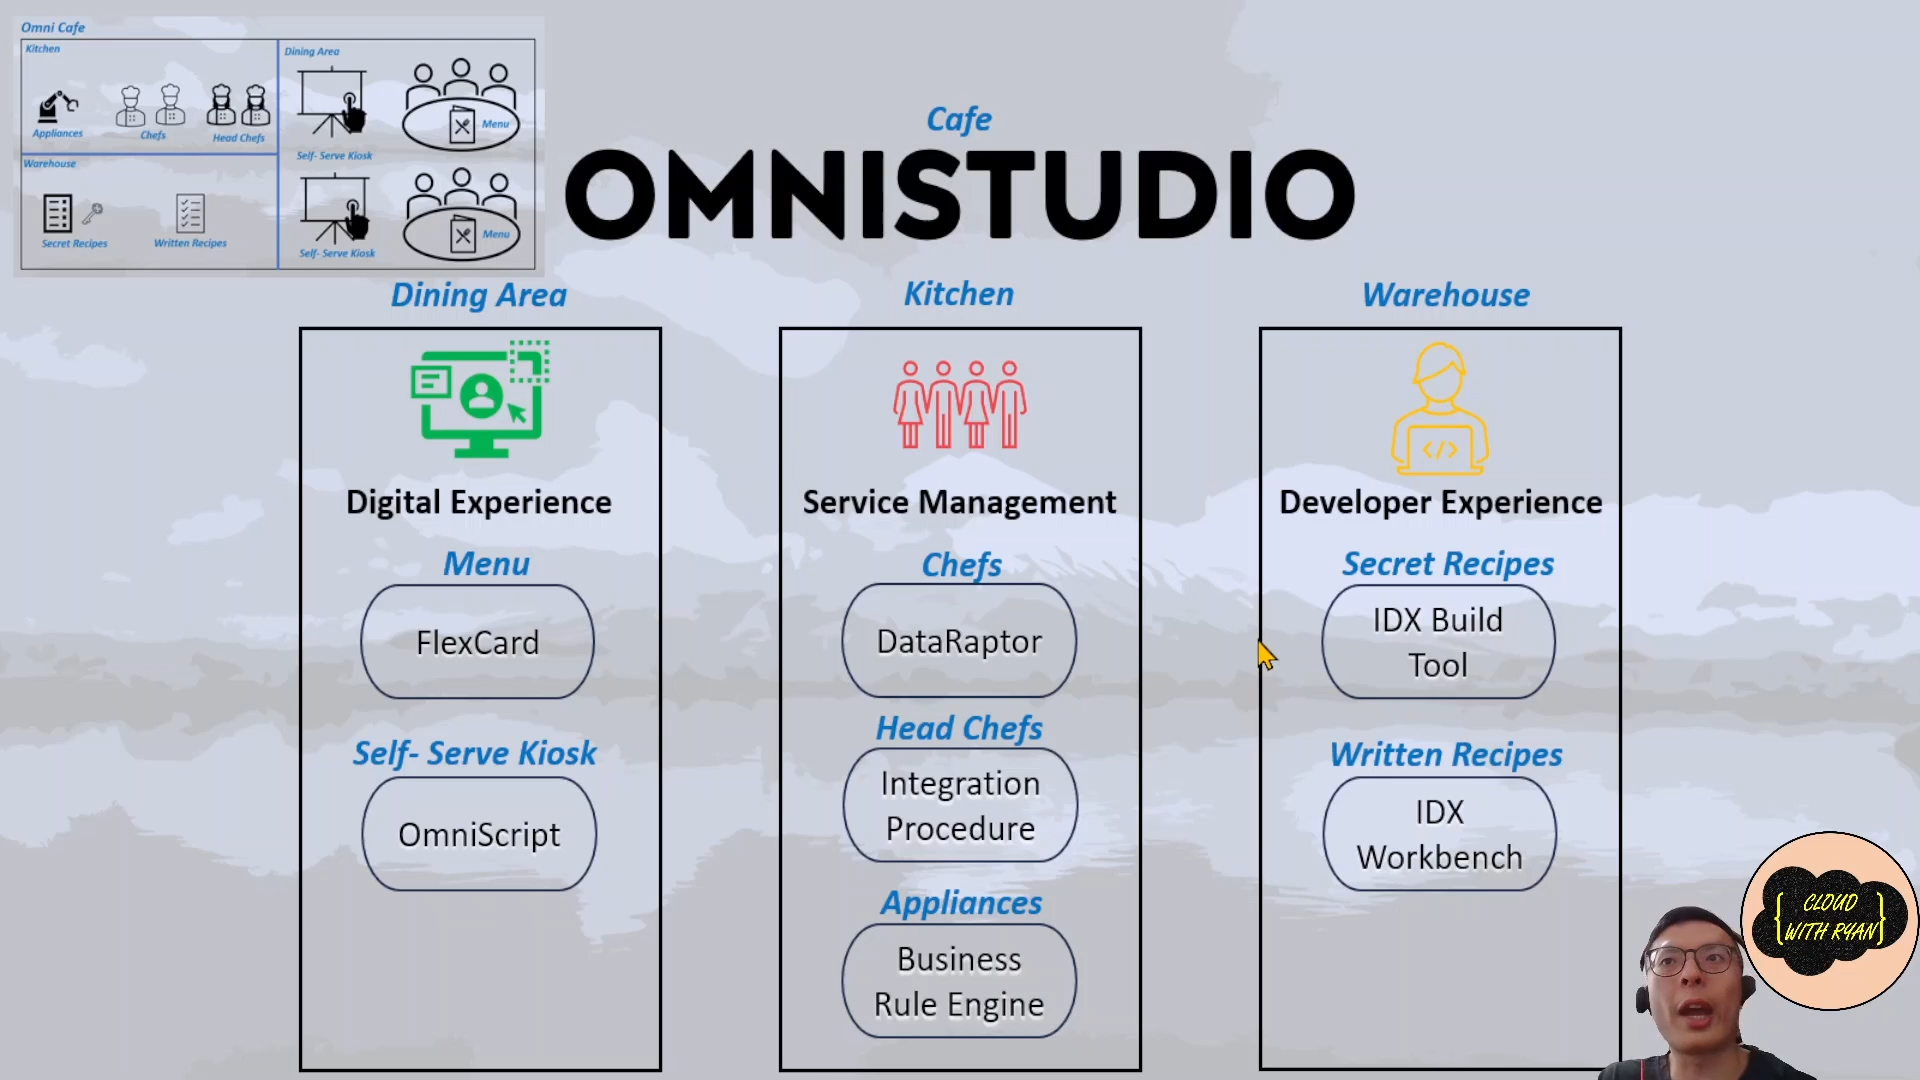 Omni Cafe
Kitchen
Appliances
Chefs
Head Chefs
Warehouse
Secret Recipes
Written Recipes
Dining Area
Menu
Self- Serve Kiosk
Menu
Self- Serve Kiosk
Cafe
OMNISTUDIO
Dining Area
Digital Experience
Menu
FlexCard
Self- Serve Kiosk
OmniScript
Kitchen
Service Management
Chefs
DataRaptor
Head Chefs
Integration
Procedure
Appliances
Business
Rule Engine
Warehouse
</>
Developer Experience
Secret Recipes
IDX Build
Tool
Written Recipes
IDX
Workbench
{ CLOUD
WITH RYAN }